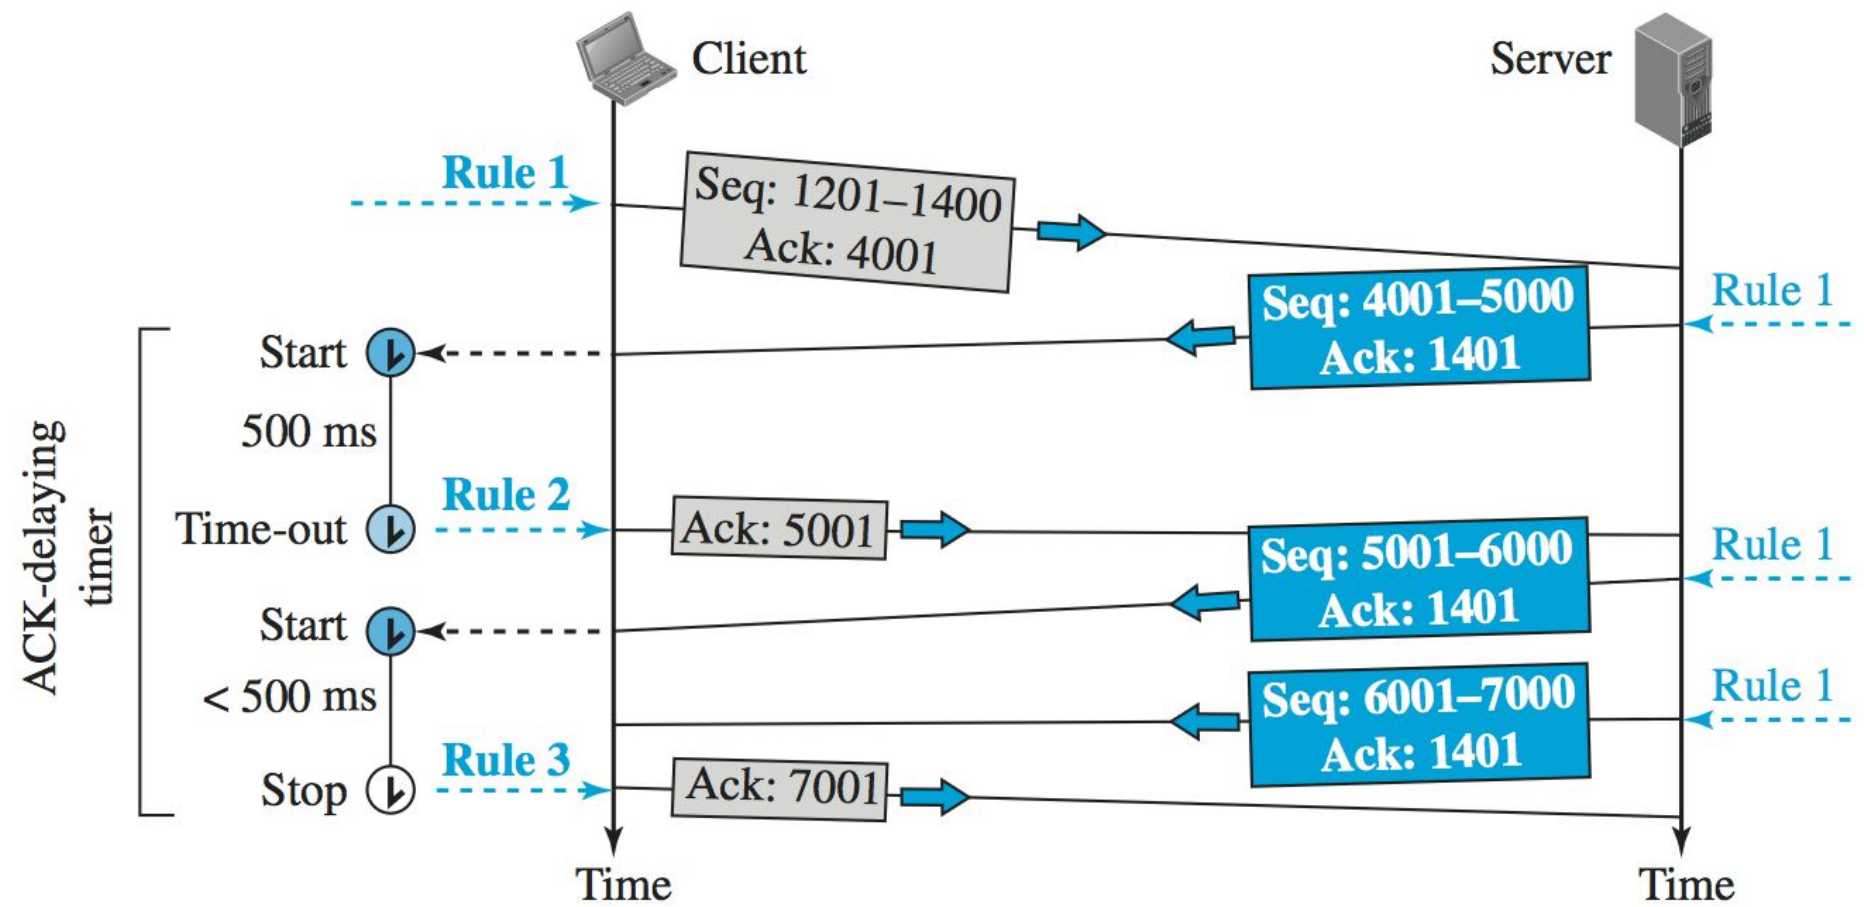 Client
Server
Rule 1
Seq: 1201–1400
Ack: 4001
Seq: 4001–5000
Ack: 1401
Rule 1
Start
500 ms
Time-out
Rule 2
Ack: 5001
Seq: 5001–6000
Ack: 1401
Rule 1
Start
< 500 ms
Seq: 6001–7000
Ack: 1401
Rule 1
Stop
Rule 3
Ack: 7001
ACK-delaying
timer
Time
Time